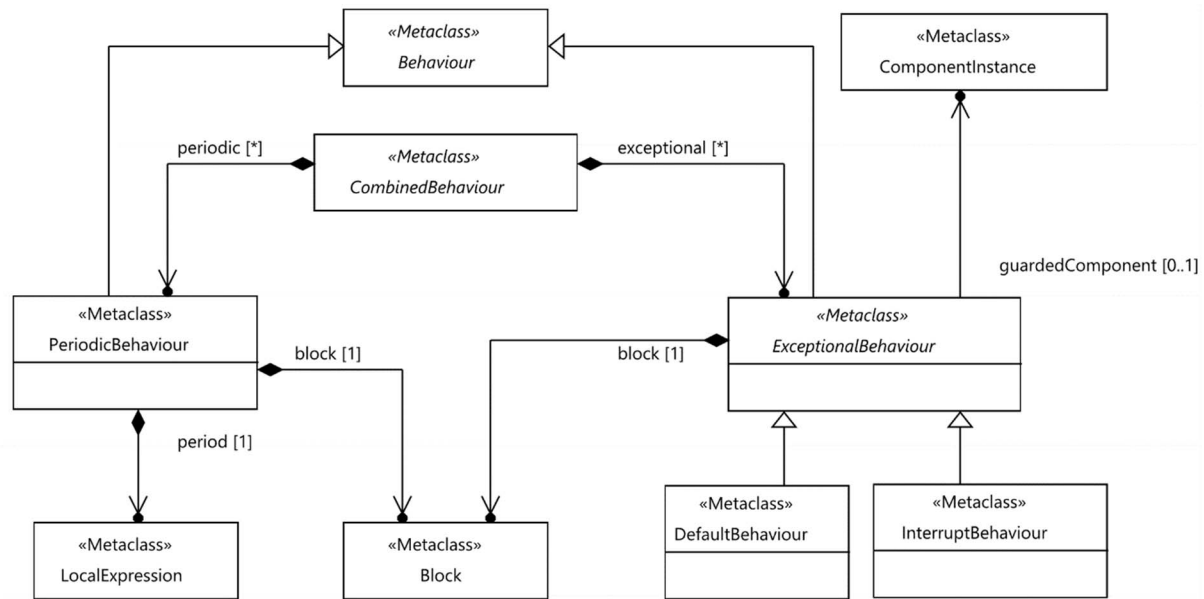 «Metaclass»
Behaviour
«Metaclass»
ComponentInstance
periodic [*]
«Metaclass»
CombinedBehaviour
exceptional [*]
guardedComponent [0..1]
«Metaclass»
PeriodicBehaviour
«Metaclass»
ExceptionalBehaviour
block [1]
block [1]
period [1]
«Metaclass»
LocalExpression
«Metaclass»
Block
«Metaclass»
DefaultBehaviour
«Metaclass»
InterruptBehaviour